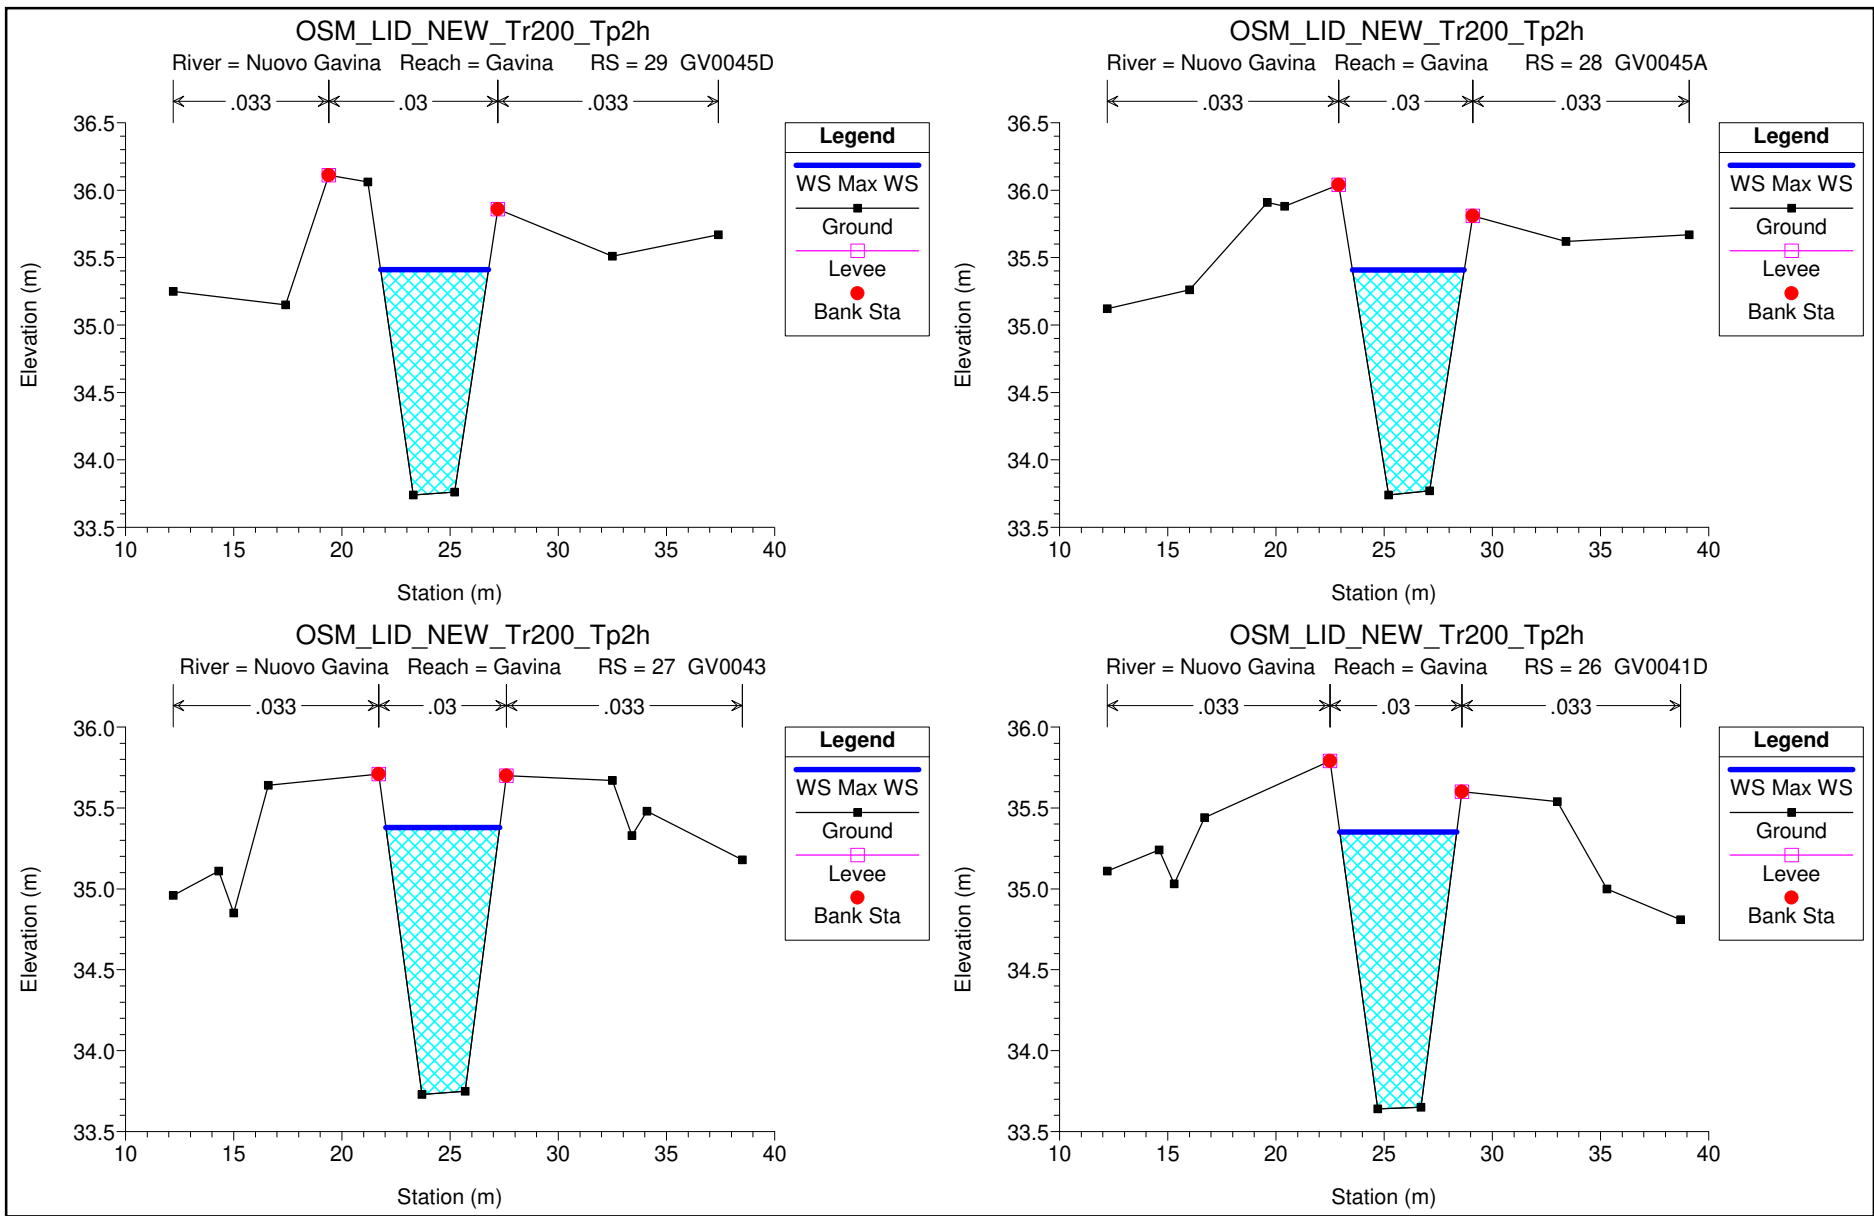 OSM_LID_NEW_Tr200_Tp2h
River = Nuovo Gavina Reach = Gavina RS = 29 GV0045D
.033 .03 .033
36.5
36.0
35.5
35.0
34.5
34.0
33.5
Elevation (m)
10 15 20 25 30 35 40
Station (m)
Legend
WS Max WS
Ground
Levee
Bank Sta
OSM_LID_NEW_Tr200_Tp2h
River = Nuovo Gavina Reach = Gavina RS = 28 GV0045A
.033 .03 .033
36.5
36.0
35.5
35.0
34.5
34.0
33.5
Elevation (m)
10 15 20 25 30 35 40
Station (m)
Legend
WS Max WS
Ground
Levee
Bank Sta
OSM_LID_NEW_Tr200_Tp2h
River = Nuovo Gavina Reach = Gavina RS = 27 GV0043
.033 .03 .033
36.0
35.5
35.0
34.5
34.0
33.5
Elevation (m)
10 15 20 25 30 35 40
Station (m)
Legend
WS Max WS
Ground
Levee
Bank Sta
OSM_LID_NEW_Tr200_Tp2h
River = Nuovo Gavina Reach = Gavina RS = 26 GV0041D
.033 .03 .033
36.0
35.5
35.0
34.5
34.0
33.5
Elevation (m)
10 15 20 25 30 35 40
Station (m)
Legend
WS Max WS
Ground
Levee
Bank Sta